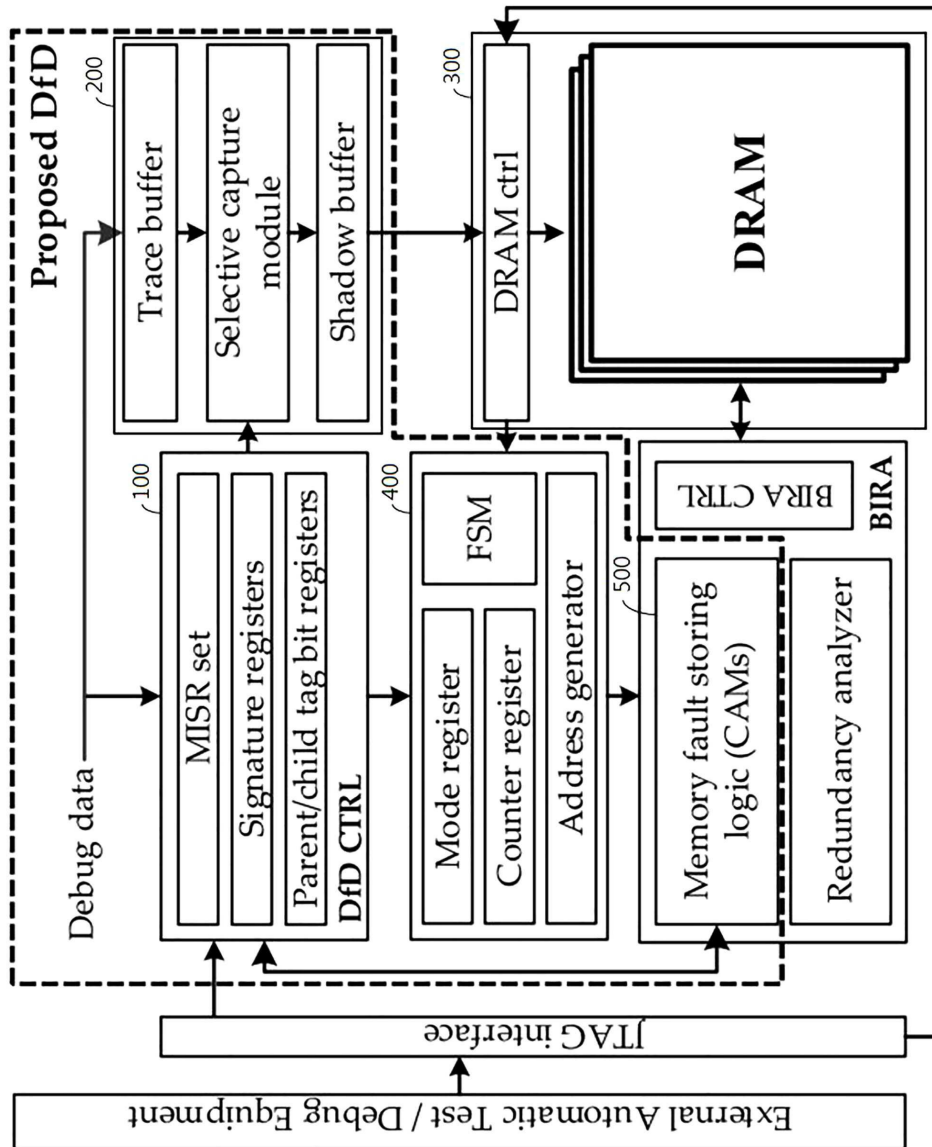 External Automatic Test / Debug Equipment
JTAG interface
Debug data
Proposed DfD
100
MISR set
Signature registers
Parent/child tag bit registers
DfD CTRL
200
Trace buffer
Selective capture
module
Shadow buffer
400
Mode register
Counter register
FSM
Address generator
300
DRAM ctrl
DRAM
500
Memory fault storing
logic (CAMs)
Redundancy analyzer
BIRA CTRL
BIRA